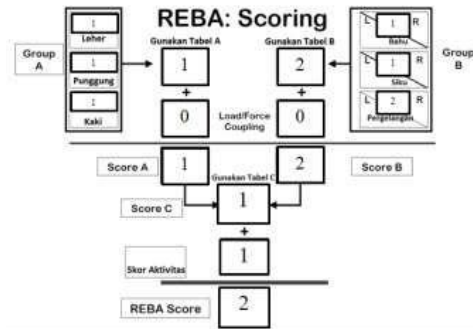 REBA: Scoring
1
Leher
Group
A
1
Punggung
1
Kaki
Gunakan Tabel A
1
+
0
Gunakan Tabel B
2
+
0
Load/Force
Coupling
L 1 R
Bahu
L 1 R
Siku
L 2 R
Pergelangan
Group
B
Score A
1
2
Score B
Gunakan Tabel C
Score C
1
+
Skor Aktivitas
1
REBA Score
2